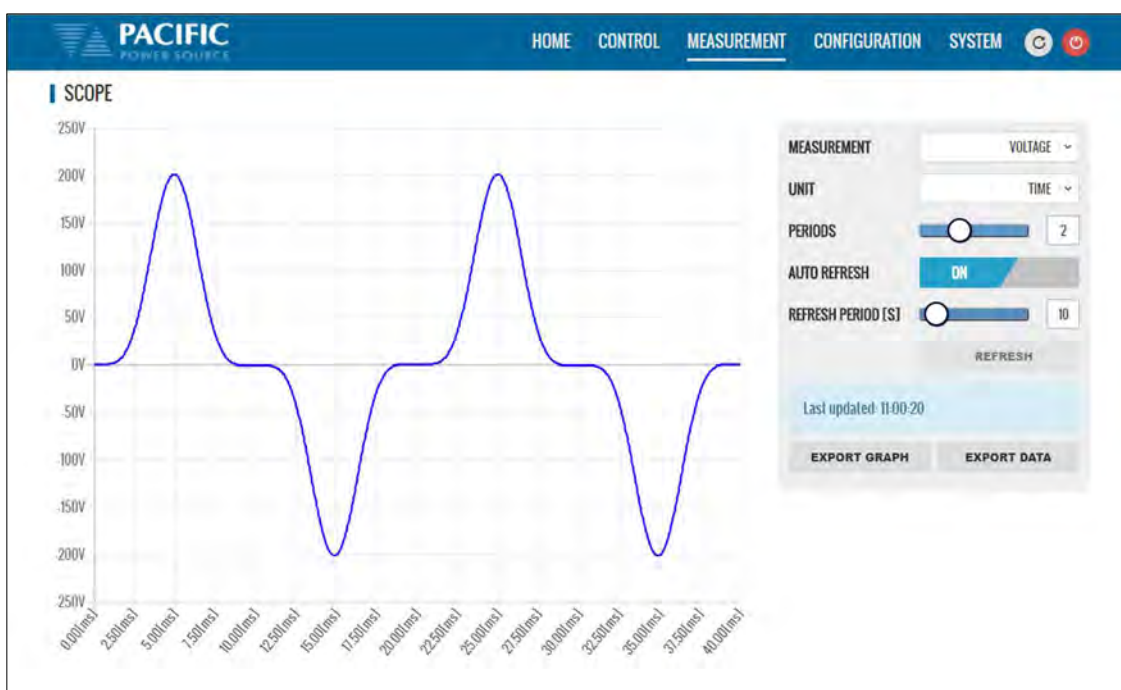 PACIFIC
POWER SOURCE
HOME CONTROL MEASUREMENT CONFIGURATION SYSTEM
SCOPE
250V
200V
150V
100V
50V
0V
-50V
-100V
-150V
-200V
-250V
0.00[ms] 2.50[ms] 5.00[ms] 7.50[ms] 10.00[ms] 12.50[ms] 15.00[ms] 17.50[ms] 20.00[ms] 22.50[ms] 25.00[ms] 27.50[ms] 30.00[ms] 32.50[ms] 35.00[ms] 37.50[ms] 40.00[ms]
MEASUREMENT VOLTAGE
UNIT TIME
PERIODS 2
AUTO REFRESH ON
REFRESH PERIOD [S] 10
REFRESH
Last updated: 11:00:20
EXPORT GRAPH EXPORT DATA